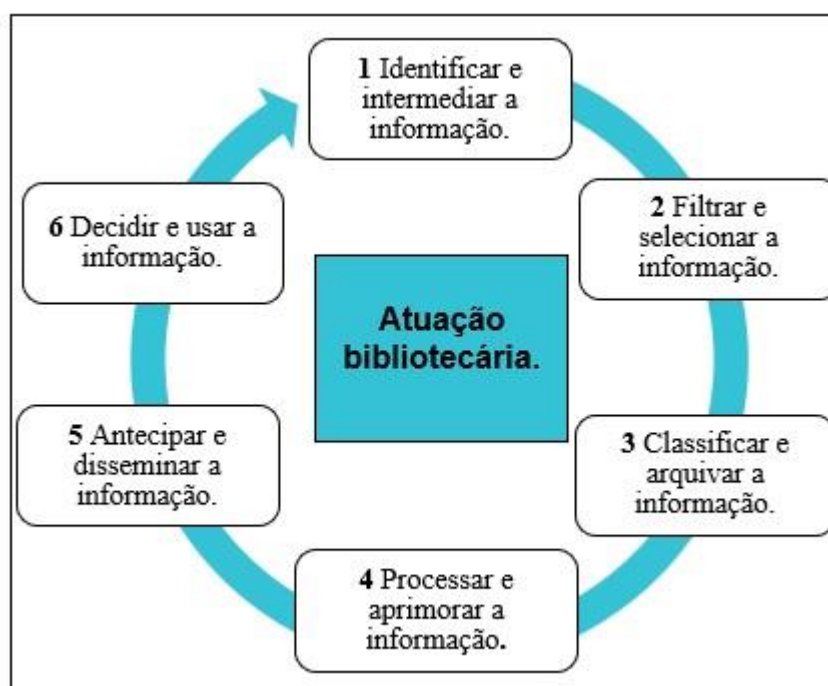 1 Identificar e
intermediar a
informação.
2 Filtrar e
selecionar a
informação.
3 Classificar e
arquivar a
informação.
4 Processar e
aprimorar a
informação.
5 Antecipar e
disseminar a
informação.
6 Decidir e usar a
informação.
Atuação
bibliotecária.